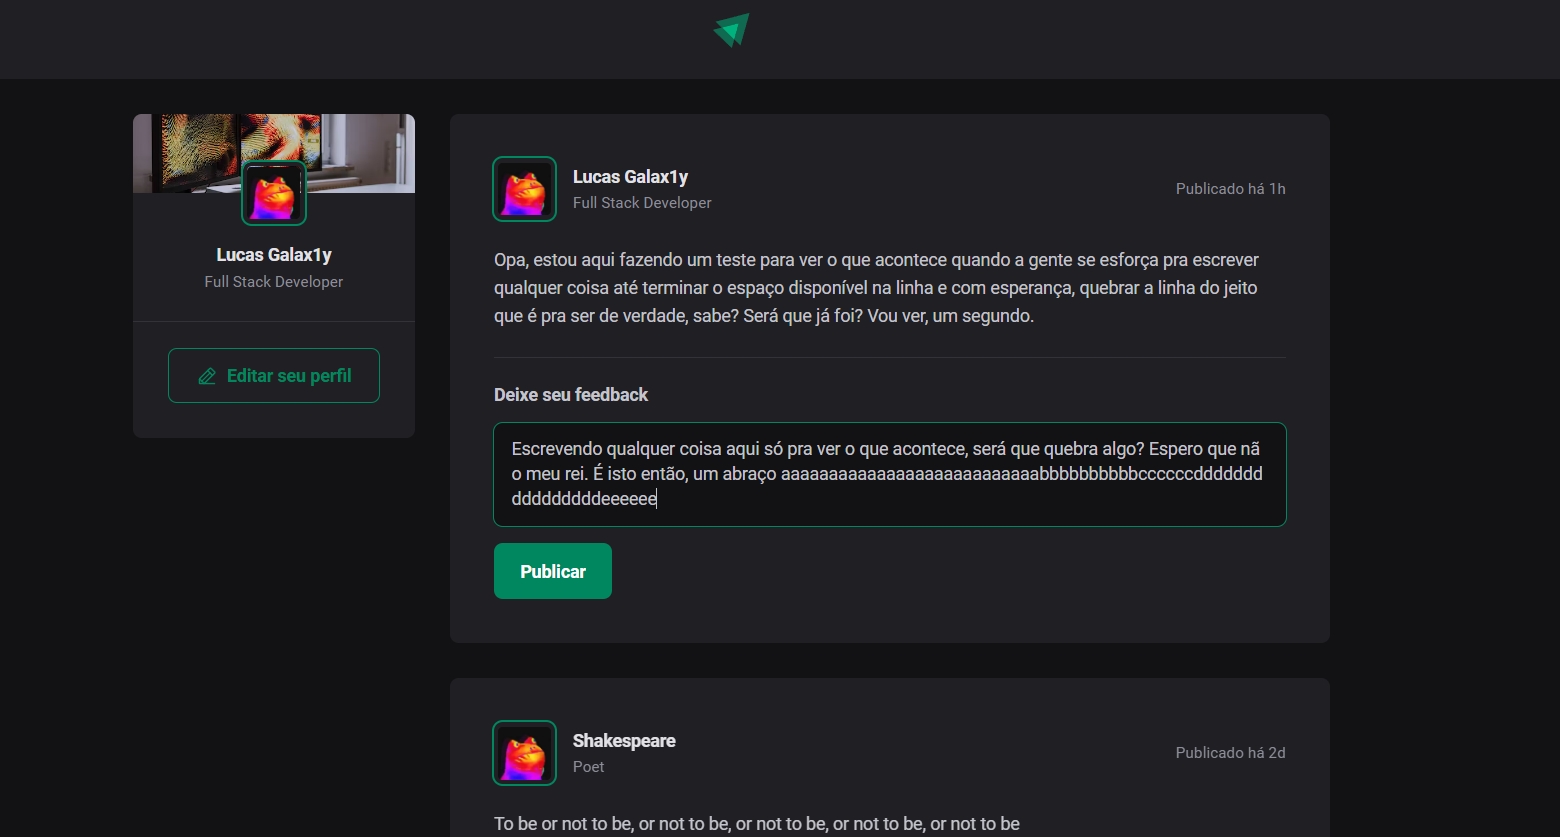 Lucas Galax1y
Full Stack Developer
Editar seu perfil
Lucas Galax1y
Full Stack Developer
Publicado há 1h
Opa, estou aqui fazendo um teste para ver o que acontece quando a gente se esforça pra escrever
qualquer coisa até terminar o espaço disponível na linha e com esperança, quebrar a linha do jeito
que é pra ser de verdade, sabe? Será que já foi? Vou ver, um segundo.
Deixe seu feedback
Escrevendo qualquer coisa aqui só pra ver o que acontece, será que quebra algo? Espero que nã
o meu rei. É isto então, um abraço aaaaaaaaaaaaaaaaaaaaaaaaaaabbbbbbbbbbccccccddddddd
dddddddddeeeeee
Publicar
Shakespeare
Poet
Publicado há 2d
To be or not to be, or not to be, or not to be, or not to be, or not to be